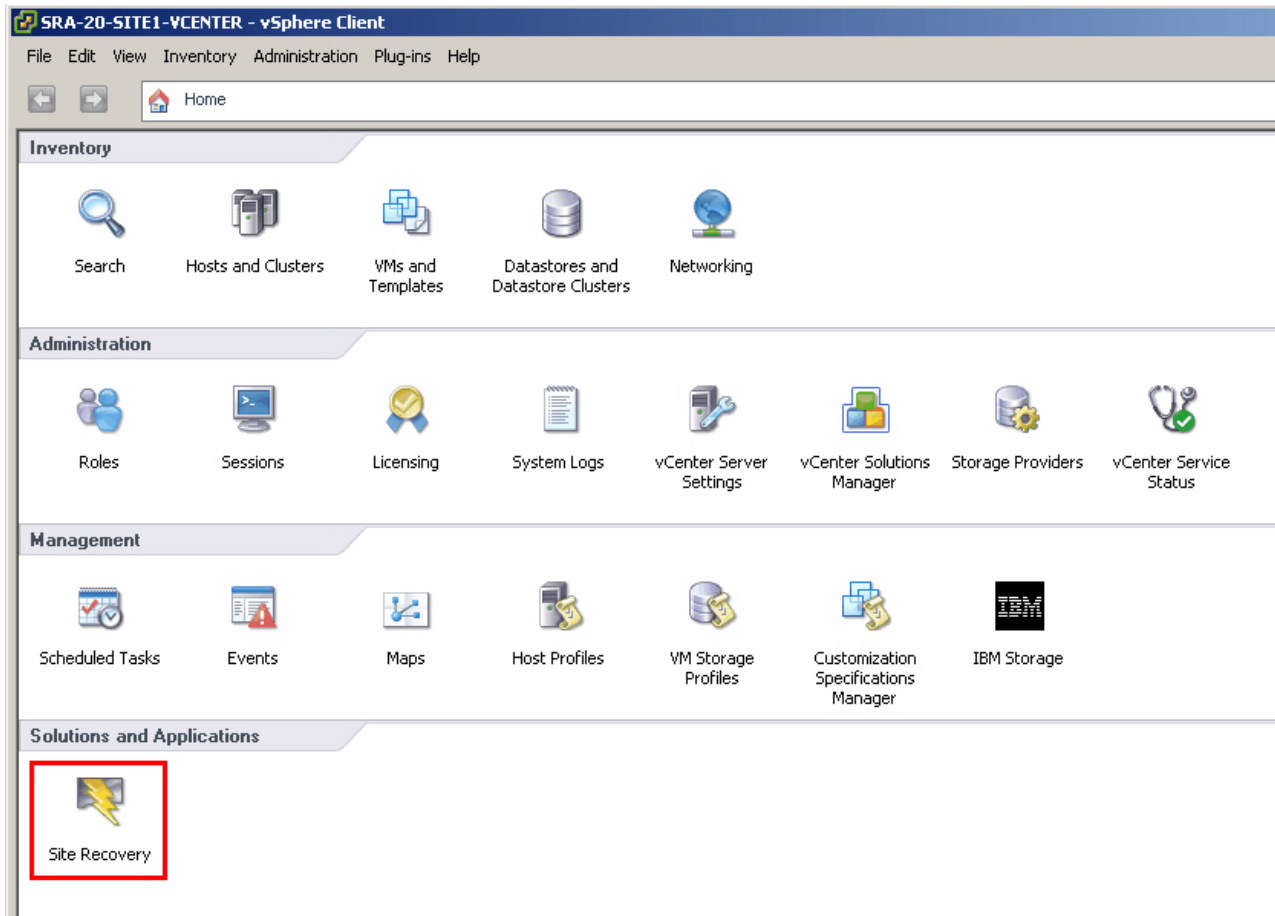 SRA-20-SITE1-VCENTER - vSphere Client
File Edit View Inventory Administration Plug-ins Help
Home
Inventory
Search
Hosts and Clusters
VMs and
Templates
Datastores and
Datastore Clusters
Networking
Administration
Roles
Sessions
Licensing
System Logs
vCenter Server
Settings
vCenter Solutions
Manager
Storage Providers
vCenter Service
Status
Management
Scheduled Tasks
Events
Maps
Host Profiles
VM Storage
Profiles
Customization
Specifications
Manager
IBM
IBM Storage
Solutions and Applications
Site Recovery